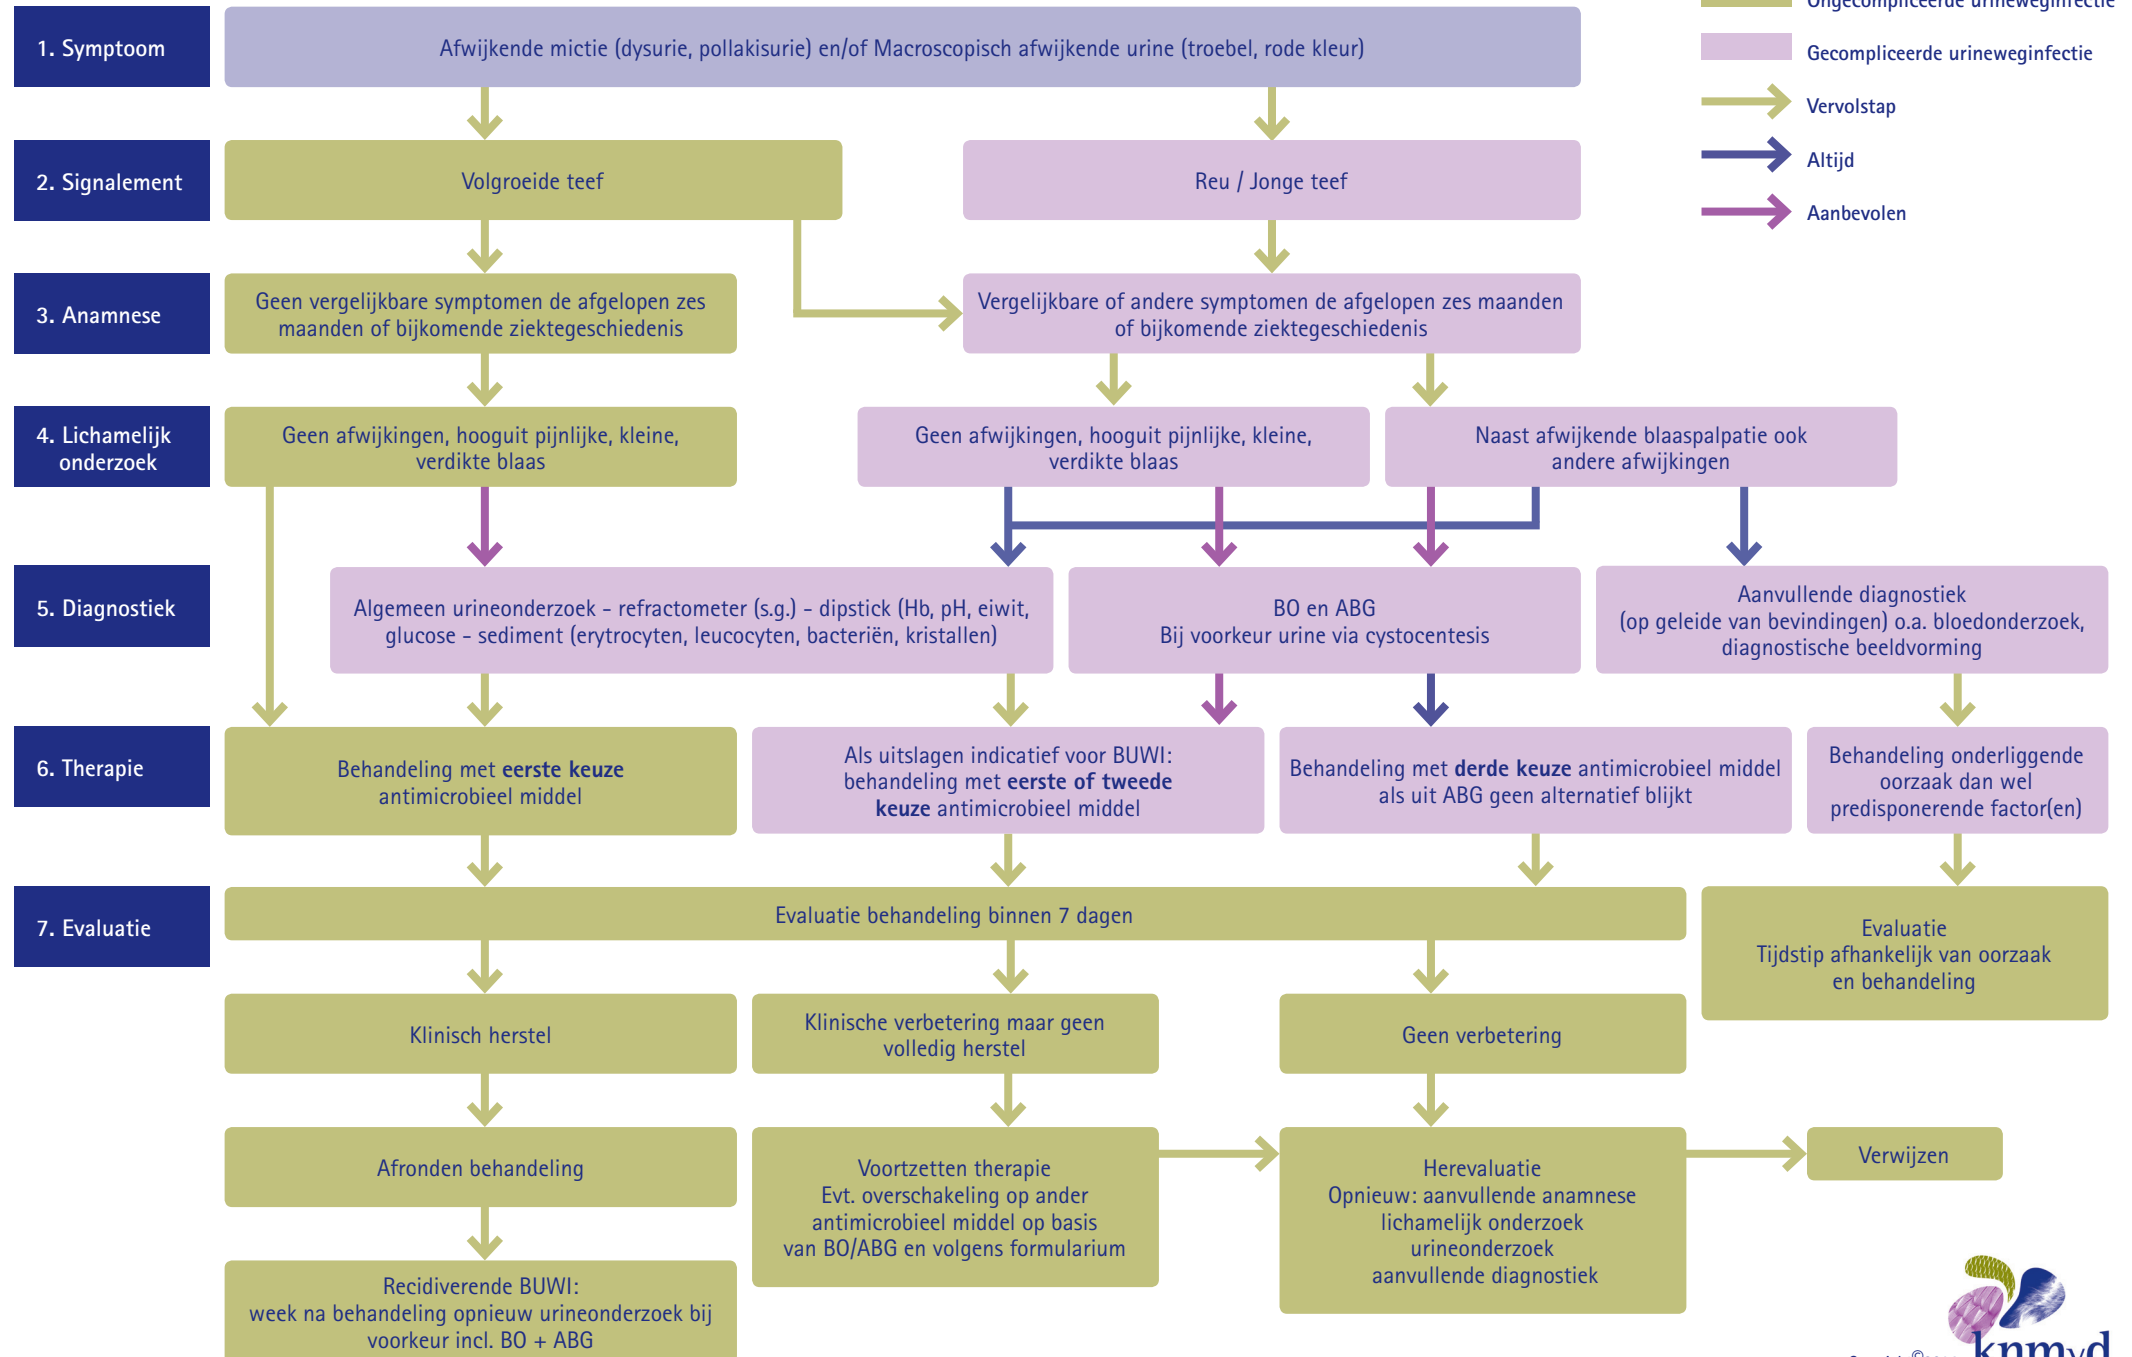 Ongecompliceerde urineweginfectie
1. Symptoom
Afwijkende mictie (dysurie, pollakisurie) en/of Macroscopisch afwijkende urine (troebel, rode kleur)
Gecompliceerde urineweginfectie
Vervolstap
Altijd
Aanbevolen
2. Signalement
Volgroeide teef
Reu / Jonge teef
3. Anamnese
Geen vergelijkbare symptomen de afgelopen zes
maanden of bijkomende ziektegeschiedenis
Vergelijkbare of andere symptomen de afgelopen zes maanden
of bijkomende ziektegeschiedenis
4. Lichamelijk
onderzoek
Geen afwijkingen, hooguit pijnlijke, kleine,
verdikte blaas
Geen afwijkingen, hooguit pijnlijke, kleine,
verdikte blaas
Naast afwijkende blaaspalpatie ook
andere afwijkingen
5. Diagnostiek
Algemeen urineonderzoek - refractometer (s.g.) - dipstick (Hb, pH, eiwit,
glucose - sediment (erytrocyten, leucocyten, bacteriën, kristallen)
BO en ABG
Bij voorkeur urine via cystocentesis
Aanvullende diagnostiek
(op geleide van bevindingen) o.a. bloedonderzoek,
diagnostische beeldvorming
6. Therapie
Behandeling met eerste keuze
antimicrobieel middel
Als uitslagen indicatief voor BUWI:
behandeling met eerste of tweede
keuze antimicrobieel middel
Behandeling met derde keuze antimicrobieel middel
als uit ABG geen alternatief blijkt
Behandeling onderliggende
oorzaak dan wel
predisponerende factor(en)
7. Evaluatie
Evaluatie behandeling binnen 7 dagen
Evaluatie
Tijdstip afhankelijk van oorzaak
en behandeling
Klinisch herstel
Klinische verbetering maar geen
volledig herstel
Geen verbetering
Afronden behandeling
Voortzetten therapie
Evt. overschakeling op ander
antimicrobieel middel op basis
van BO/ABG en volgens formularium
Herevaluatie
Opnieuw: aanvullende anamnese
lichamelijk onderzoek
urineonderzoek
aanvullende diagnostiek
Verwijzen
Recidiverende BUWI:
week na behandeling opnieuw urineonderzoek bij
voorkeur incl. BO + ABG
knmvd